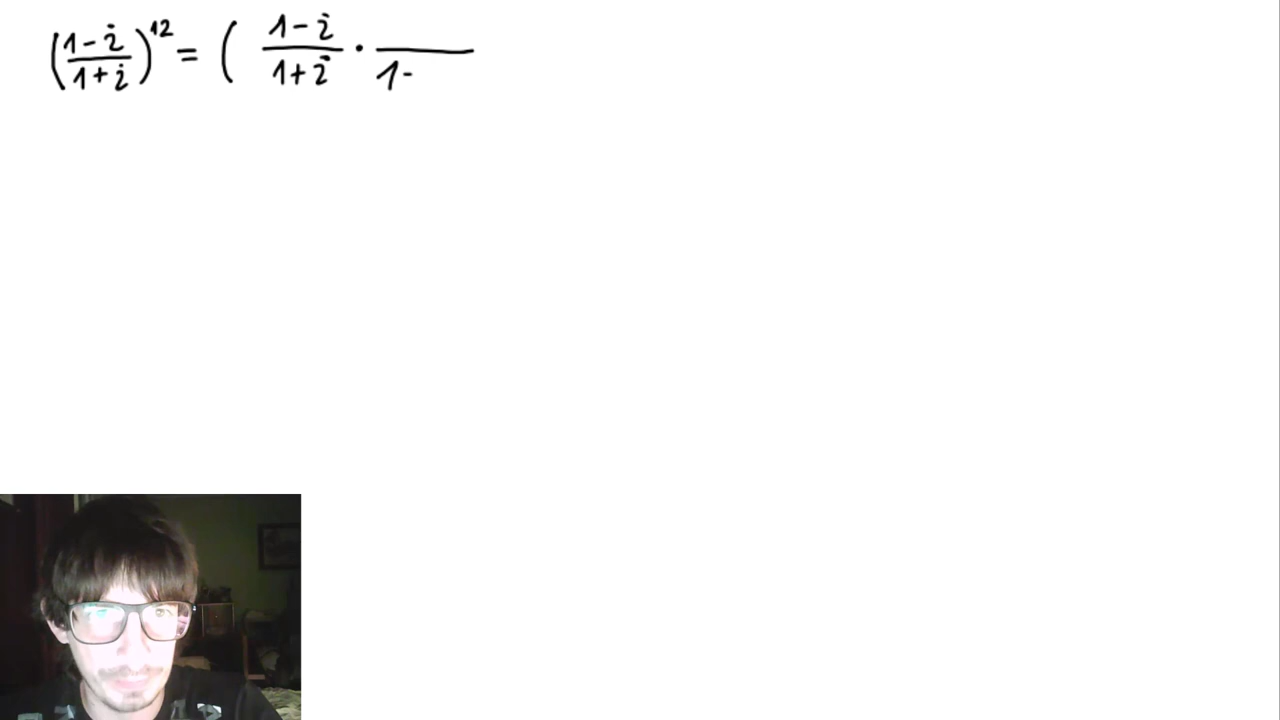 (1-i/1+i)^12 = ( 1-i/1+i · /1-